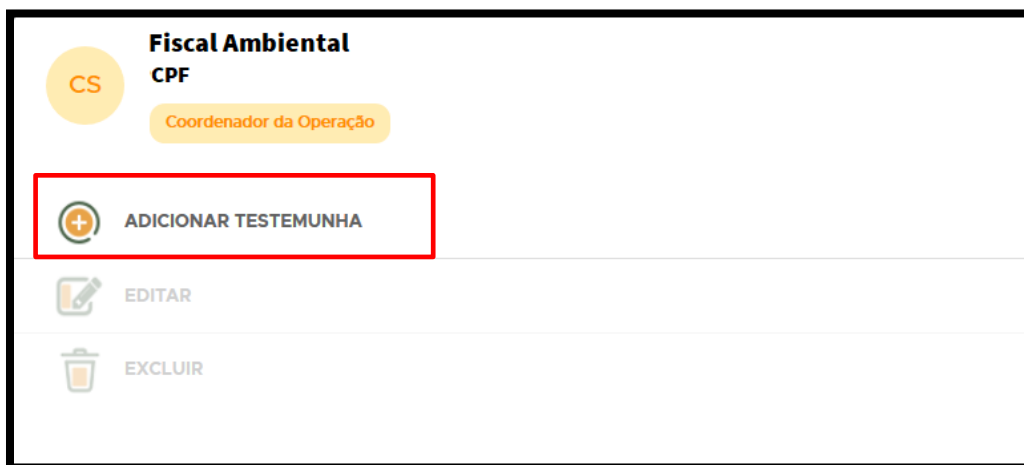 Fiscal Ambiental
CS
CPF
Coordenador da Operação
ADICIONAR TESTEMUNHA
EDITAR
EXCLUIR